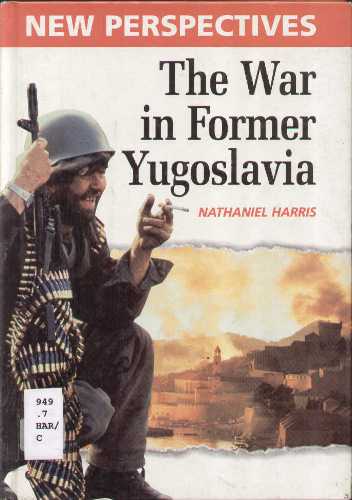 NEW PERSPECTIVES
The War
in Former
Yugoslavia
NATHANIEL HARRIS
949
.7
HAR/
C